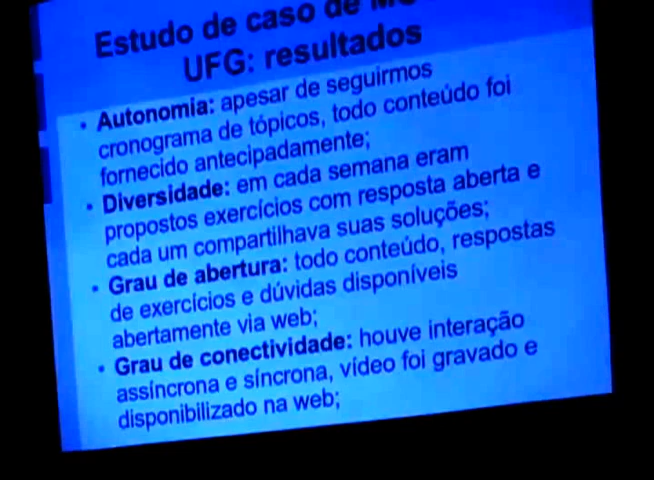 Estudo de caso de
UFG: resultados
• Autonomia: apesar de seguirmos
cronograma de tópicos, todo conteúdo foi
fornecido antecipadamente;
• Diversidade: em cada semana eram
propostos exercícios com resposta aberta e
cada um compartilhava suas soluções;
• Grau de abertura: todo conteúdo, respostas
de exercícios e dúvidas disponíveis
abertamente via web;
• Grau de conectividade: houve interação
assíncrona e síncrona, vídeo foi gravado e
disponibilizado na web;